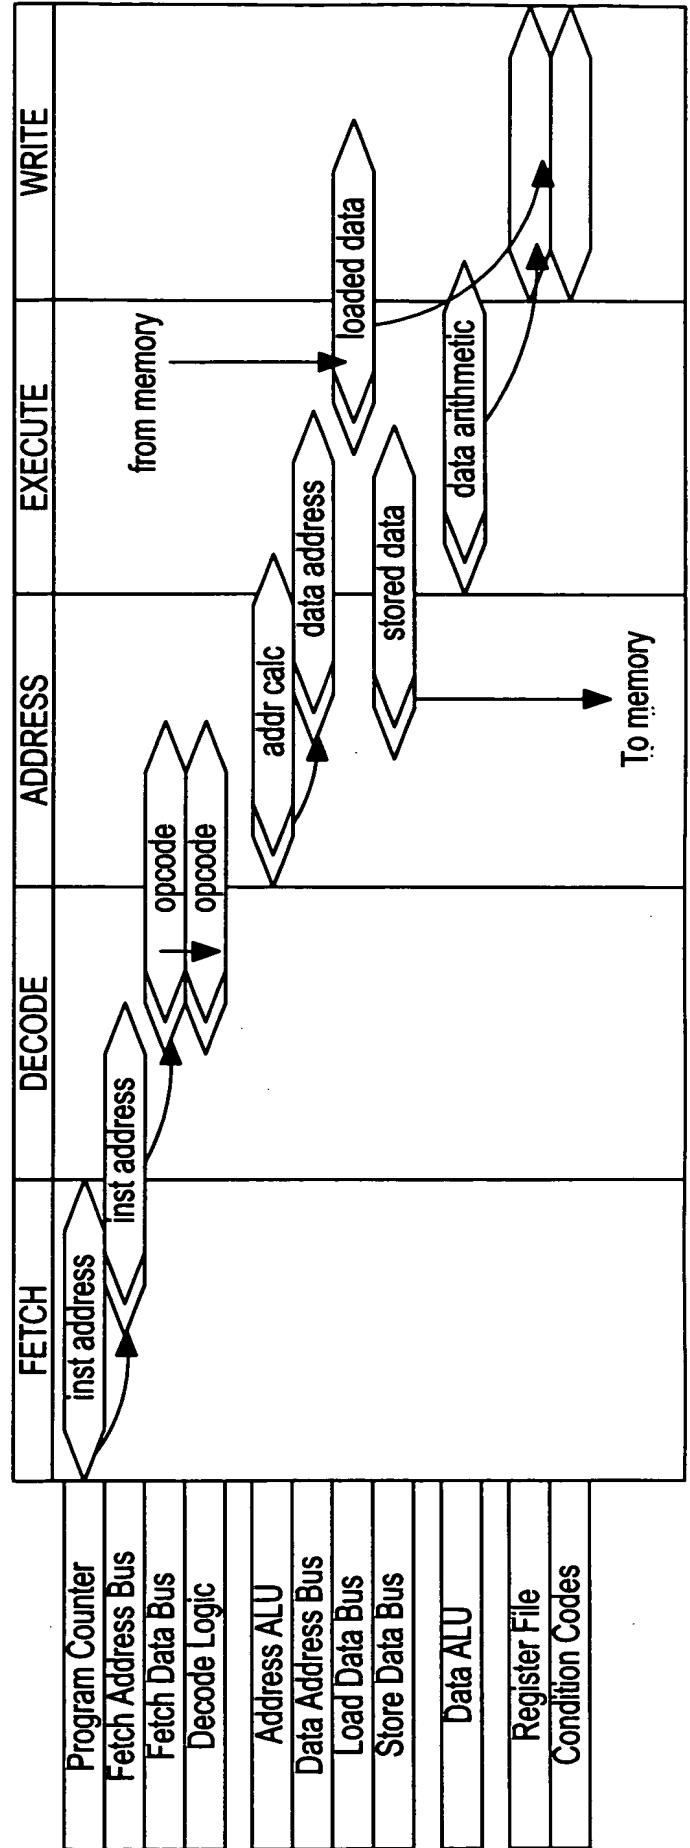 FETCH
DECODE
ADDRESS
EXECUTE
WRITE
Program Counter
inst address
Fetch Address Bus
inst address
Fetch Data Bus
opcode
from memory
Decode Logic
opcode
Address ALU
addr calc
Data Address Bus
data address
Load Data Bus
loaded data
Store Data Bus
stored data
Data ALU
data arithmetic
Register File
Condition Codes
To memory